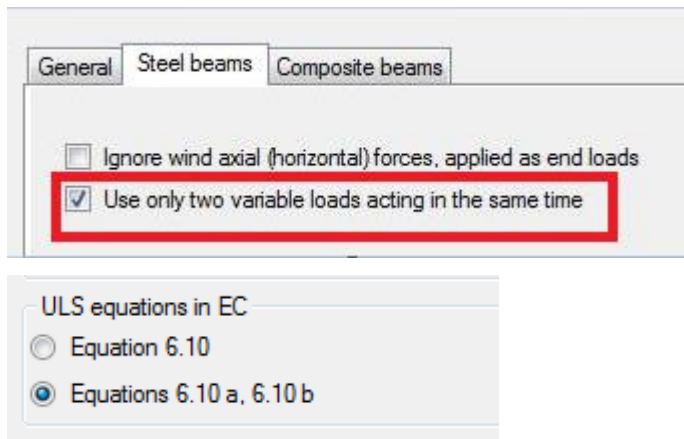 General Steel beams Composite beams
Ignore wind axial (horizontal) forces, applied as end loads
Use only two variable loads acting in the same time
ULS equations in EC
Equation 6.10
Equations 6.10 a, 6.10 b